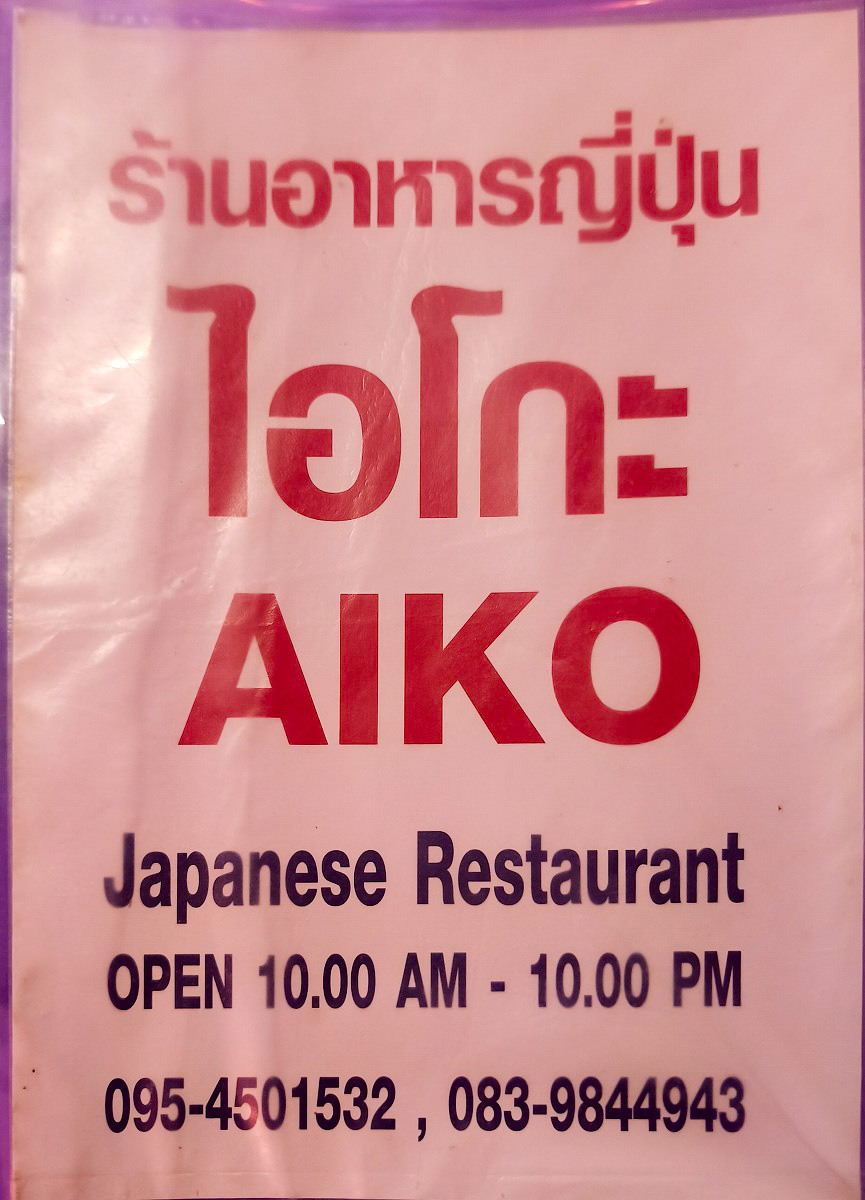 ร้านอาหารญี่ปุ่น
ไอโกะ
AIKO
Japanese Restaurant
OPEN 10.00 AM - 10.00 PM
095-4501532 , 083-9844943